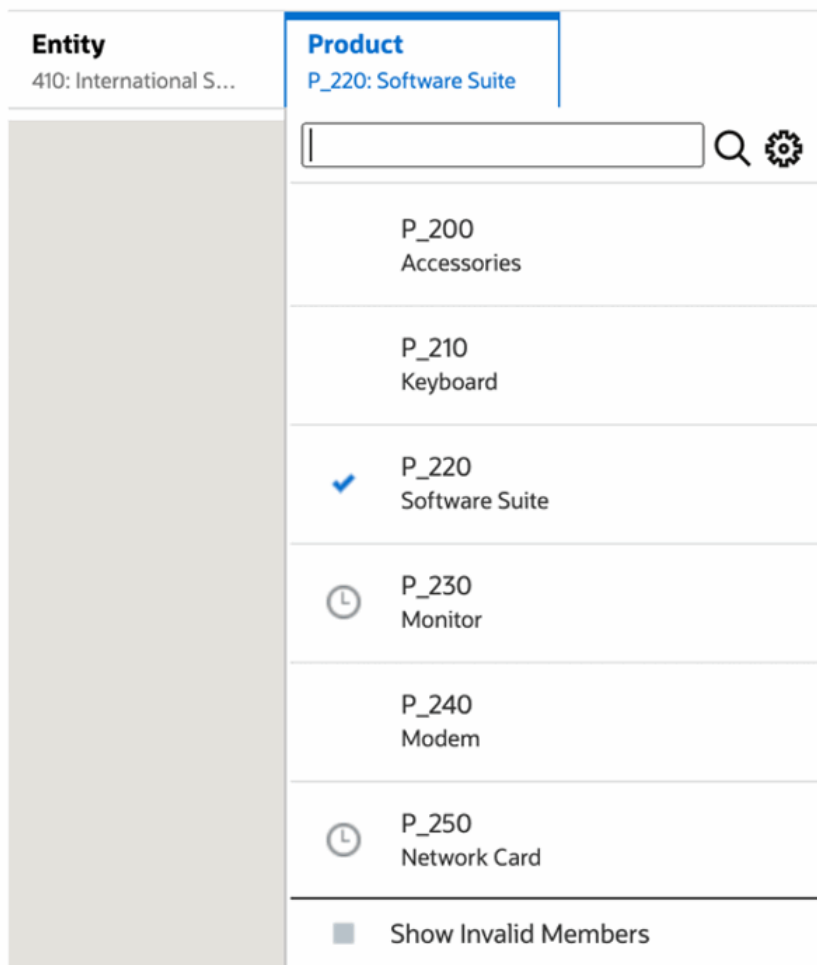 Entity
410: International S...
Product
P_220: Software Suite
P_200
Accessories
P_210
Keyboard
P_220
Software Suite
P_230
Monitor
P_240
Modem
P_250
Network Card
Show Invalid Members